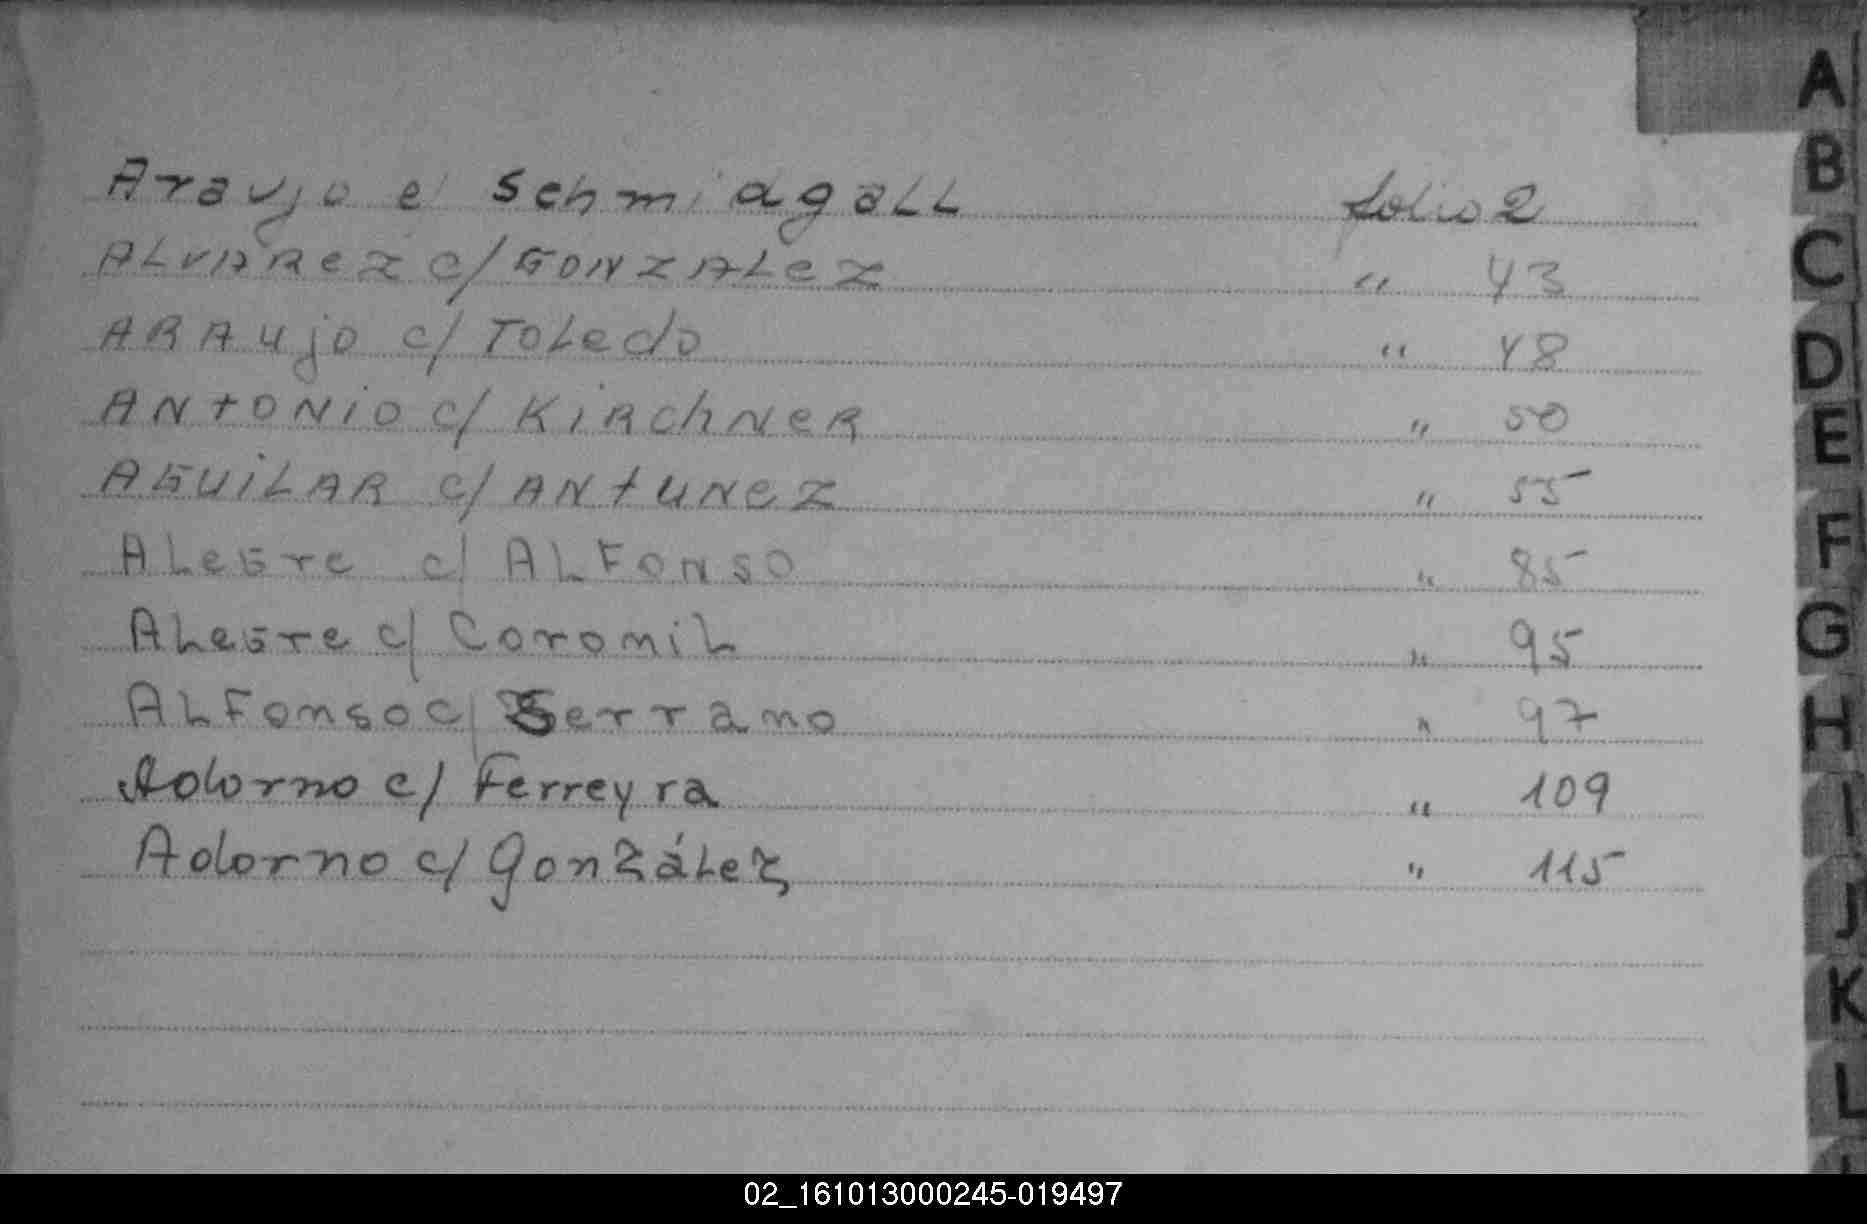 Araujo e/ Schmidgall folio 2
ALVAREZ c/ GONZALEZ " 43
ARAujo c/ ToLedo " 48
ANtONiO c/ KiRChNeR " 50
AGUiLAR c/ ANtUNeZ " 55
ALeGre c/ ALFONSO " 85
ALeGre c/ CoromiL " 95
ALFonso c/ Serrano " 97
Adorno c/ Ferreyra " 109
Adorno c/ GonzáLez " 115
A
B
C
D
E
F
G
H
I
J
K
L
02_161013000245-019497